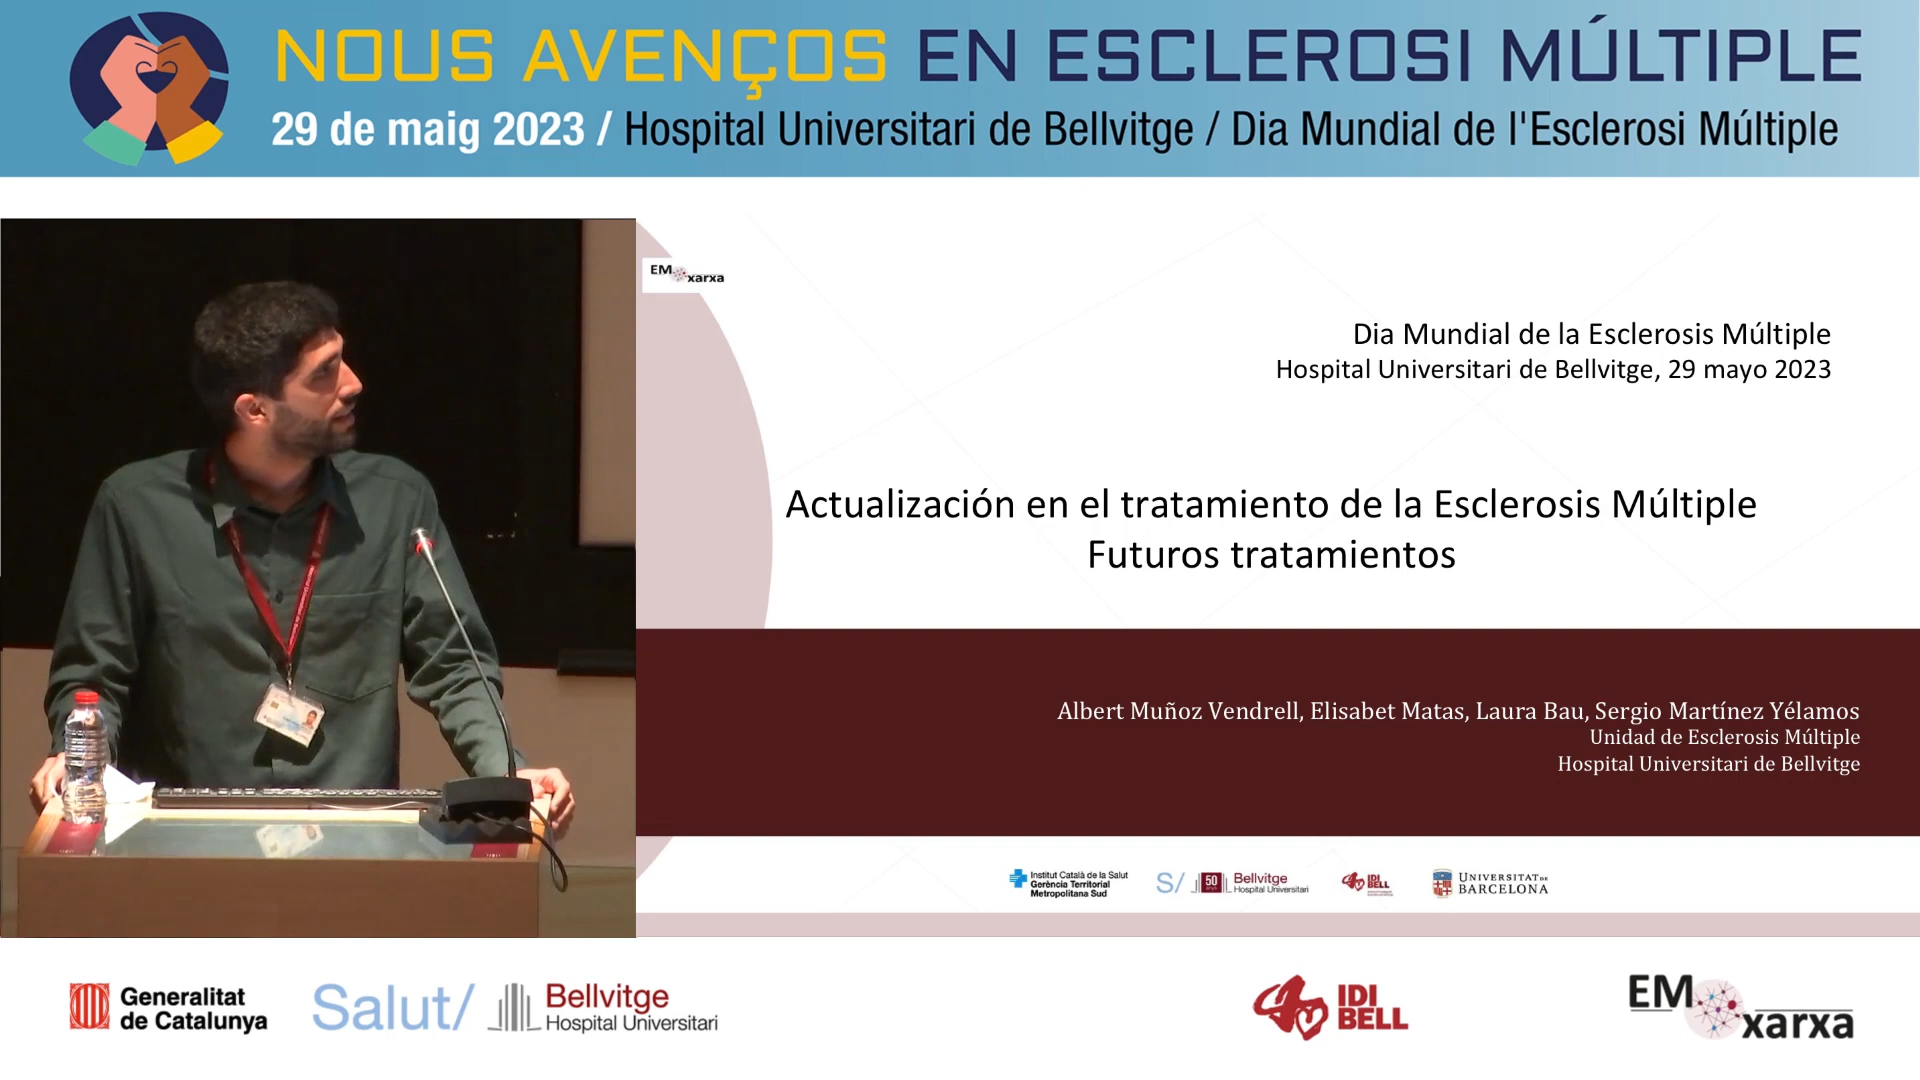 NOUS AVENÇOS EN ESCLEROSI MÚLTIPLE
29 de maig 2023 / Hospital Universitari de Bellvitge / Dia Mundial de l'Esclerosi Múltiple
EM xarxa
Dia Mundial de la Esclerosis Múltiple
Hospital Universitari de Bellvitge, 29 mayo 2023
Actualización en el tratamiento de la Esclerosis Múltiple
Futuros tratamientos
Albert Muñoz Vendrell, Elisabet Matas, Laura Bau, Sergio Martínez Yélamos
Unidad de Esclerosis Múltiple
Hospital Universitari de Bellvitge
Institut Català de la Salut
Gerència Territorial
Metropolitana Sud
S/
50
Bellvitge
Hospital Universitari
IDI
BELL
UNIVERSITAT DE
BARCELONA
Generalitat
de Catalunya
Salut/
Bellvitge
Hospital Universitari
IDI
BELL
EM
xarxa